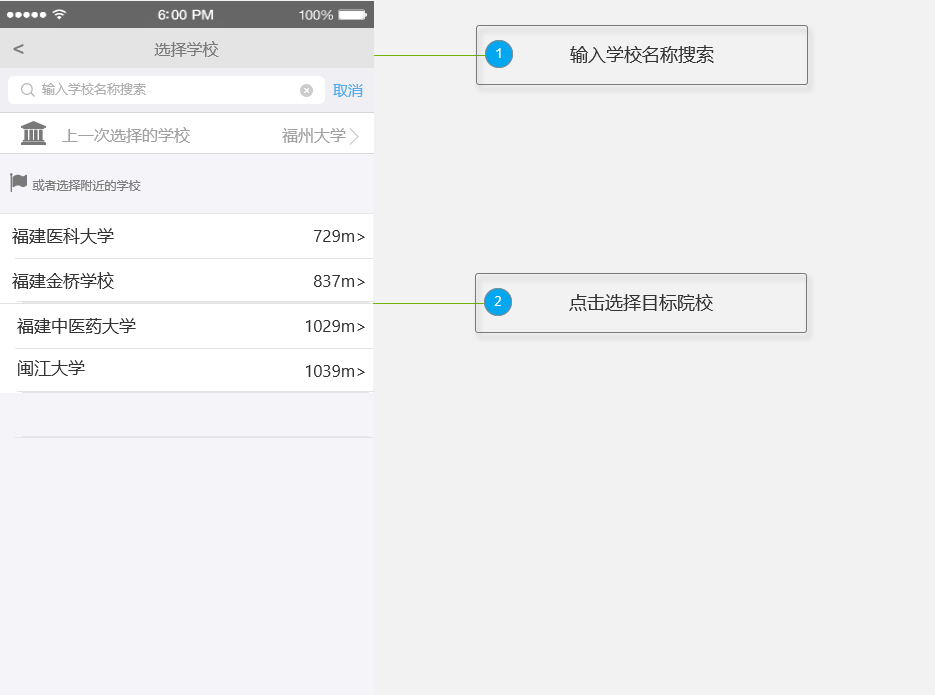 6:00 PM 100%
< 选择学校
输入学校名称搜索 取消
上一次选择的学校 福州大学
或者选择附近的学校
福建医科大学 729m>
福建金桥学校 837m>
福建中医药大学 1029m>
闽江大学 1039m>
1 输入学校名称搜索
2 点击选择目标院校